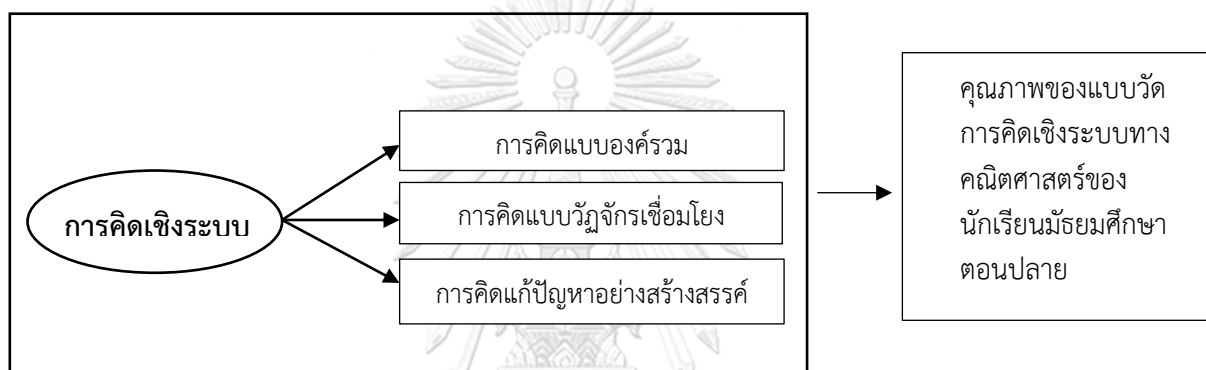 การคิดแบบองค์รวม
การคิดเชิงระบบ
การคิดแบบวัฏจักรเชื่อมโยง
การคิดแก้ปัญหาอย่างสร้างสรรค์
คุณภาพของแบบวัด
การคิดเชิงระบบทาง
คณิตศาสตร์ของ
นักเรียนมัธยมศึกษา
ตอนปลาย